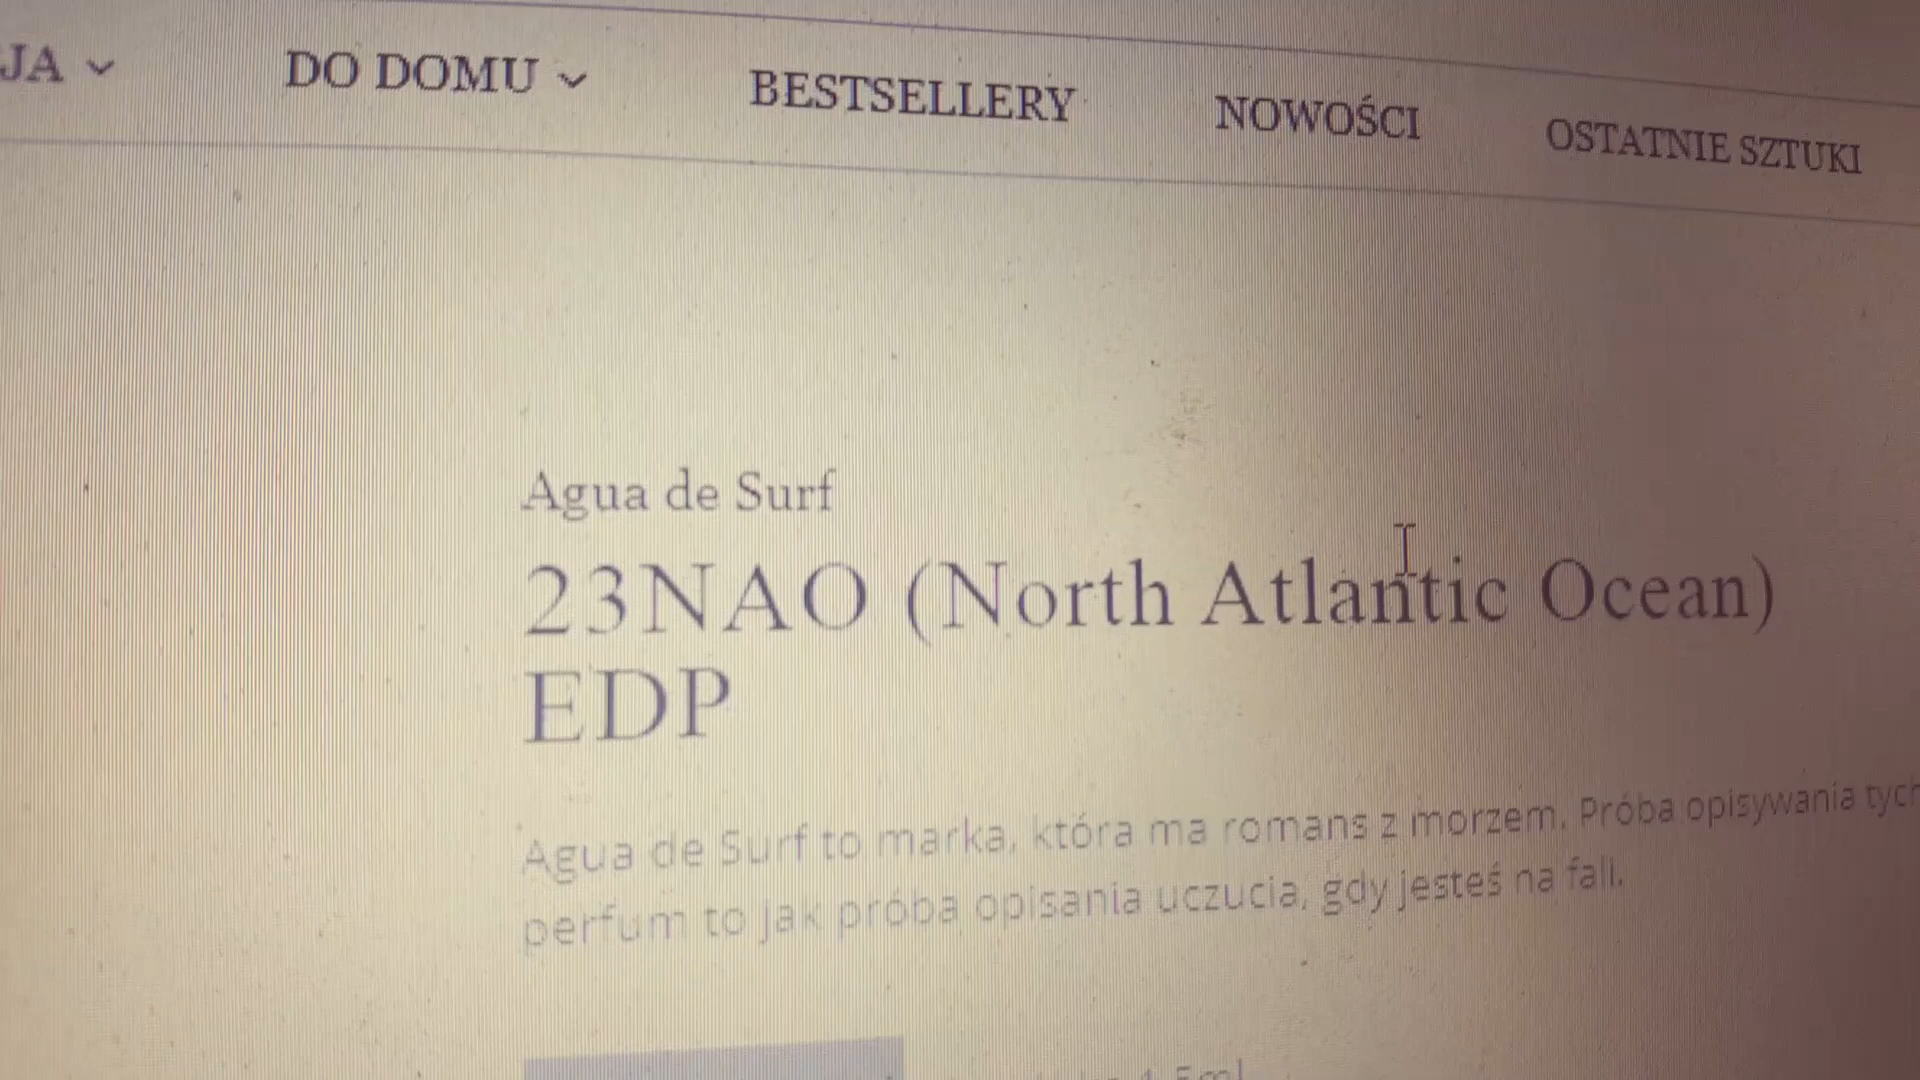 JA
DO DOMU
BESTSELLERY
NOWOŚCI
OSTATNIE SZTUKI
Agua de Surf
23NAO (North Atlantic Ocean)
EDP
Agua de Surf to marka, która ma romans z morzem. Próba opisywania tych
perfum to jak próba opisania uczucia, gdy jesteś na fali.